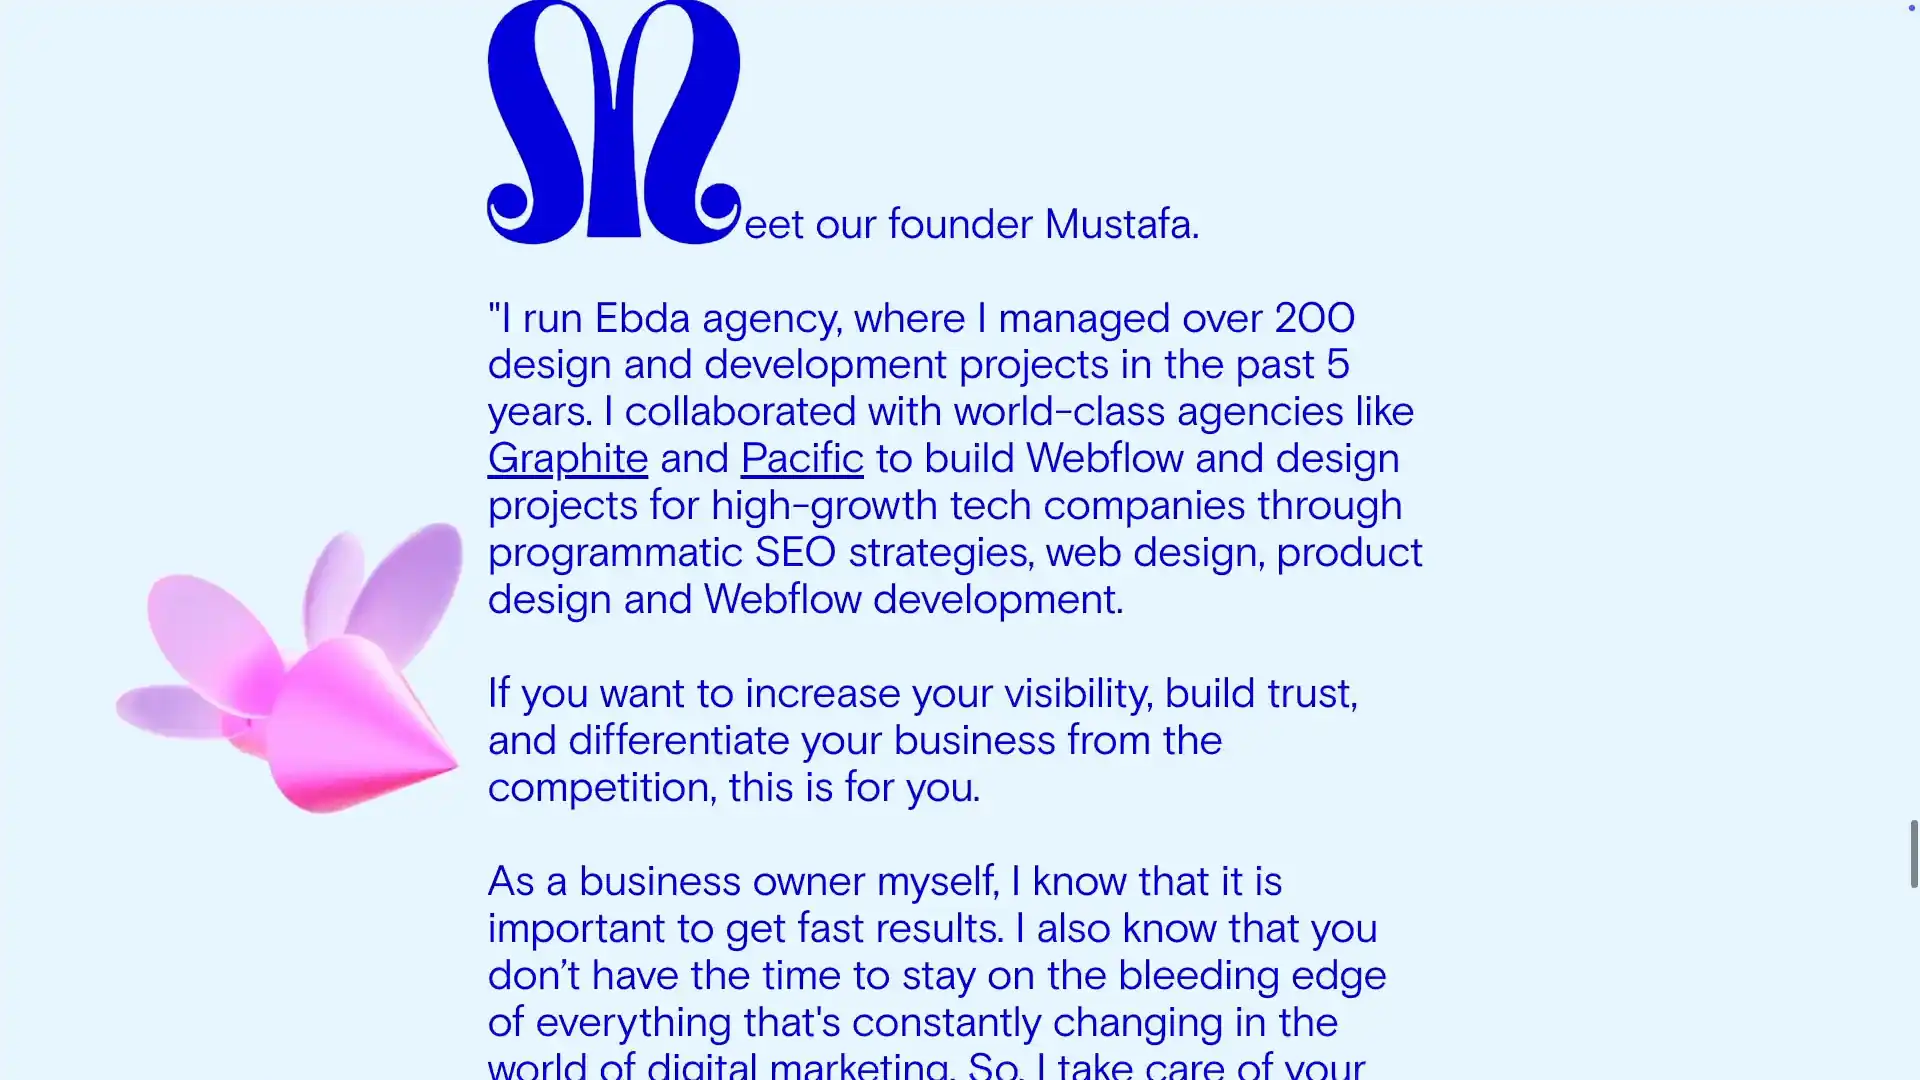 Meet our founder Mustafa.
"I run Ebda agency, where I managed over 200
design and development projects in the past 5
years. I collaborated with world-class agencies like
Graphite and Pacific to build Webflow and design
projects for high-growth tech companies through
programmatic SEO strategies, web design, product
design and Webflow development.
If you want to increase your visibility, build trust,
and differentiate your business from the
competition, this is for you.
As a business owner myself, I know that it is
important to get fast results. I also know that you
don’t have the time to stay on the bleeding edge
of everything that's constantly changing in the
world of digital marketing. So, I take care of your